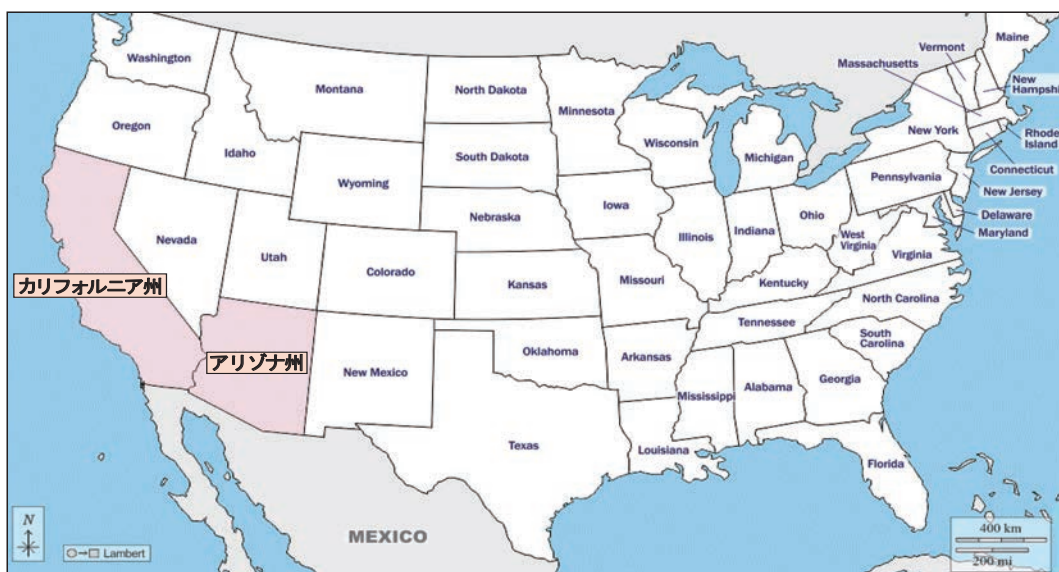 Washington
Montana
North Dakota
Minnesota
Vermont
Maine
Massachusetts
New
Hampshire
Oregon
Idaho
South Dakota
Wisconsin
Michigan
New York
Rhode
Island
Connecticut
Wyoming
Iowa
Pennsylvania
New Jersey
Nebraska
Ohio
Delaware
Maryland
Nevada
Utah
Colorado
Illinois
Indiana
West
Virginia
Virginia
カリフォルニア州
Kansas
Missouri
Kentucky
North Carolina
アリゾナ州
New Mexico
Oklahoma
Arkansas
Tennessee
South
Carolina
Mississippi
Alabama
Georgia
Texas
Louisiana
Florida
MEXICO
N
Lambert
400 km
200 mi